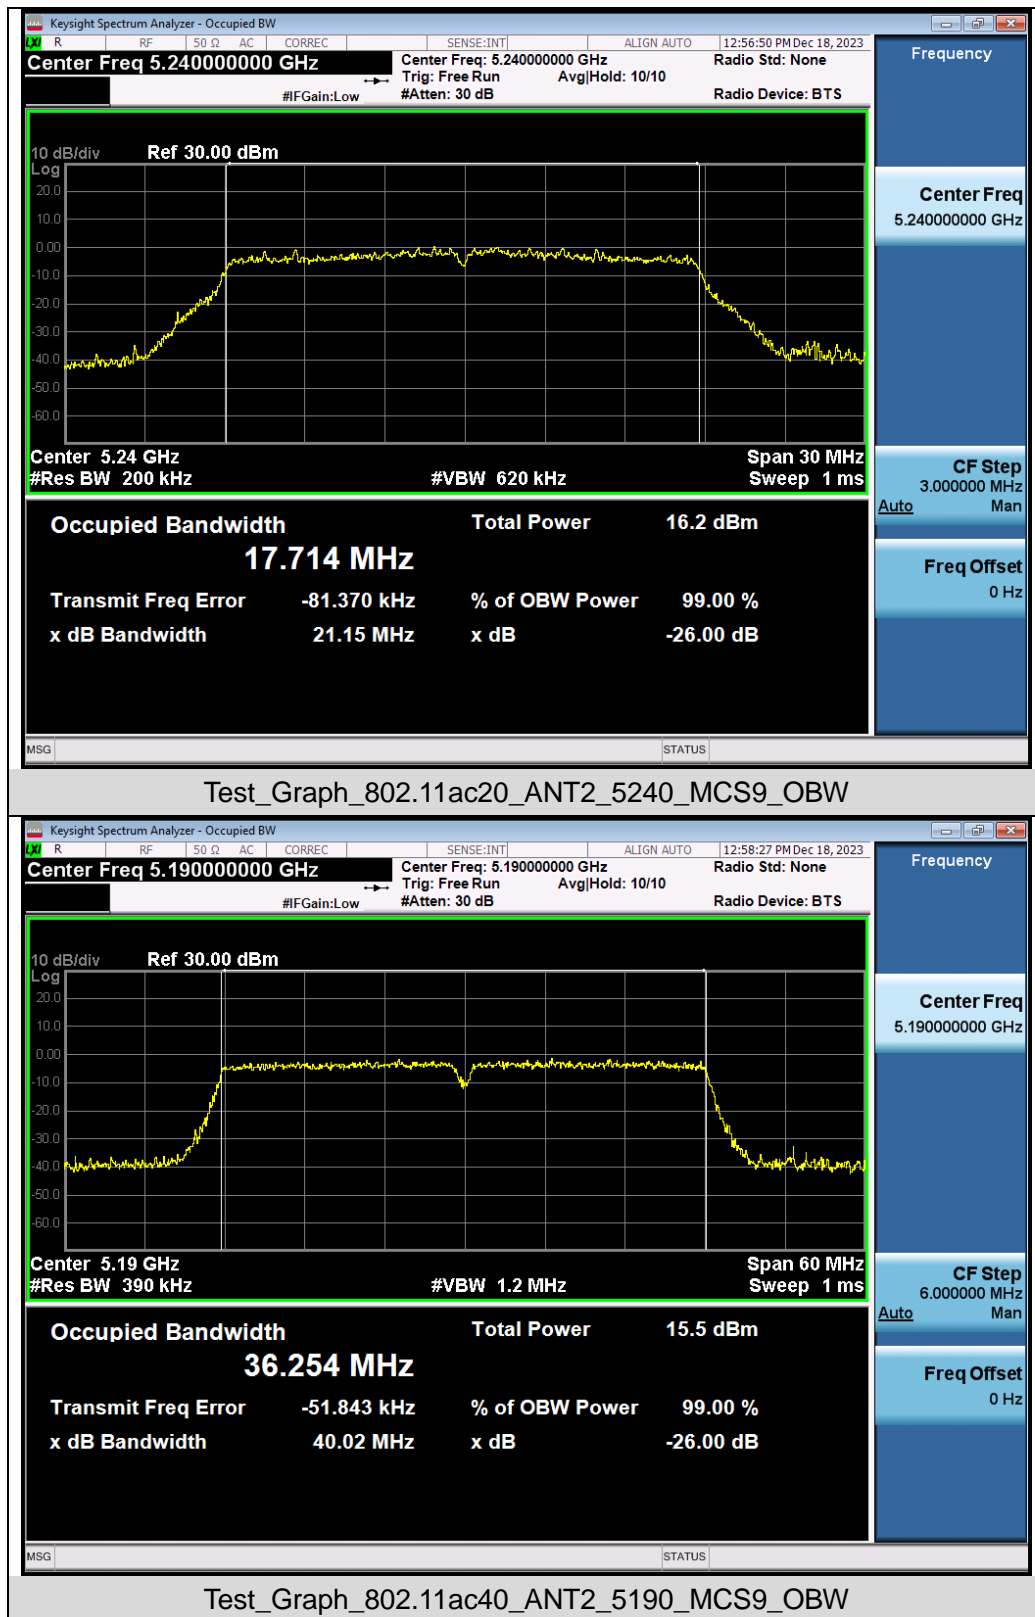 Keysight Spectrum Analyzer - Occupied BW
LXI R RF 50 Ω AC CORREC SENSE:INT ALIGN AUTO 12:56:50 PM Dec 18, 2023
Center Freq 5.240000000 GHz
Center Freq: 5.240000000 GHz Radio Std: None
Trig: Free Run Avg|Hold: 10/10
#IFGain:Low #Atten: 30 dB Radio Device: BTS
10 dB/div Ref 30.00 dBm
Log
20.0
10.0
0.00
-10.0
-20.0
-30.0
-40.0
-50.0
-60.0
Center 5.24 GHz Span 30 MHz
#Res BW 200 kHz #VBW 620 kHz Sweep 1 ms
Occupied Bandwidth Total Power 16.2 dBm
17.714 MHz
Transmit Freq Error -81.370 kHz % of OBW Power 99.00 %
x dB Bandwidth 21.15 MHz x dB -26.00 dB
MSG STATUS
Frequency
Center Freq
5.240000000 GHz
CF Step
3.000000 MHz
Auto Man
Freq Offset
0 Hz
Test_Graph_802.11ac20_ANT2_5240_MCS9_OBW
Keysight Spectrum Analyzer - Occupied BW
LXI R RF 50 Ω AC CORREC SENSE:INT ALIGN AUTO 12:58:27 PM Dec 18, 2023
Center Freq 5.190000000 GHz
Center Freq: 5.190000000 GHz Radio Std: None
Trig: Free Run Avg|Hold: 10/10
#IFGain:Low #Atten: 30 dB Radio Device: BTS
10 dB/div Ref 30.00 dBm
Log
20.0
10.0
0.00
-10.0
-20.0
-30.0
-40.0
-50.0
-60.0
Center 5.19 GHz Span 60 MHz
#Res BW 390 kHz #VBW 1.2 MHz Sweep 1 ms
Occupied Bandwidth Total Power 15.5 dBm
36.254 MHz
Transmit Freq Error -51.843 kHz % of OBW Power 99.00 %
x dB Bandwidth 40.02 MHz x dB -26.00 dB
MSG STATUS
Frequency
Center Freq
5.190000000 GHz
CF Step
6.000000 MHz
Auto Man
Freq Offset
0 Hz
Test_Graph_802.11ac40_ANT2_5190_MCS9_OBW